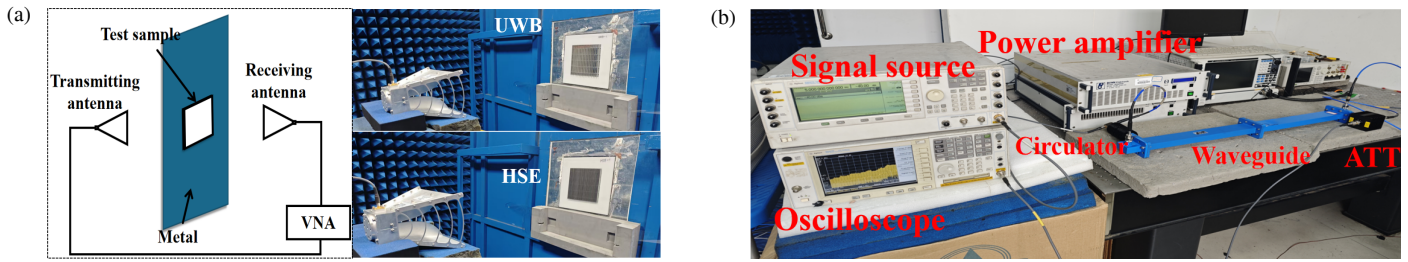 (a)
Test sample
Transmitting
antenna
Receiving
antenna
Metal
VNA
UWB
HSE
(b)
Signal source
Power amplifier
Oscilloscope
Circulator
Waveguide
ATT